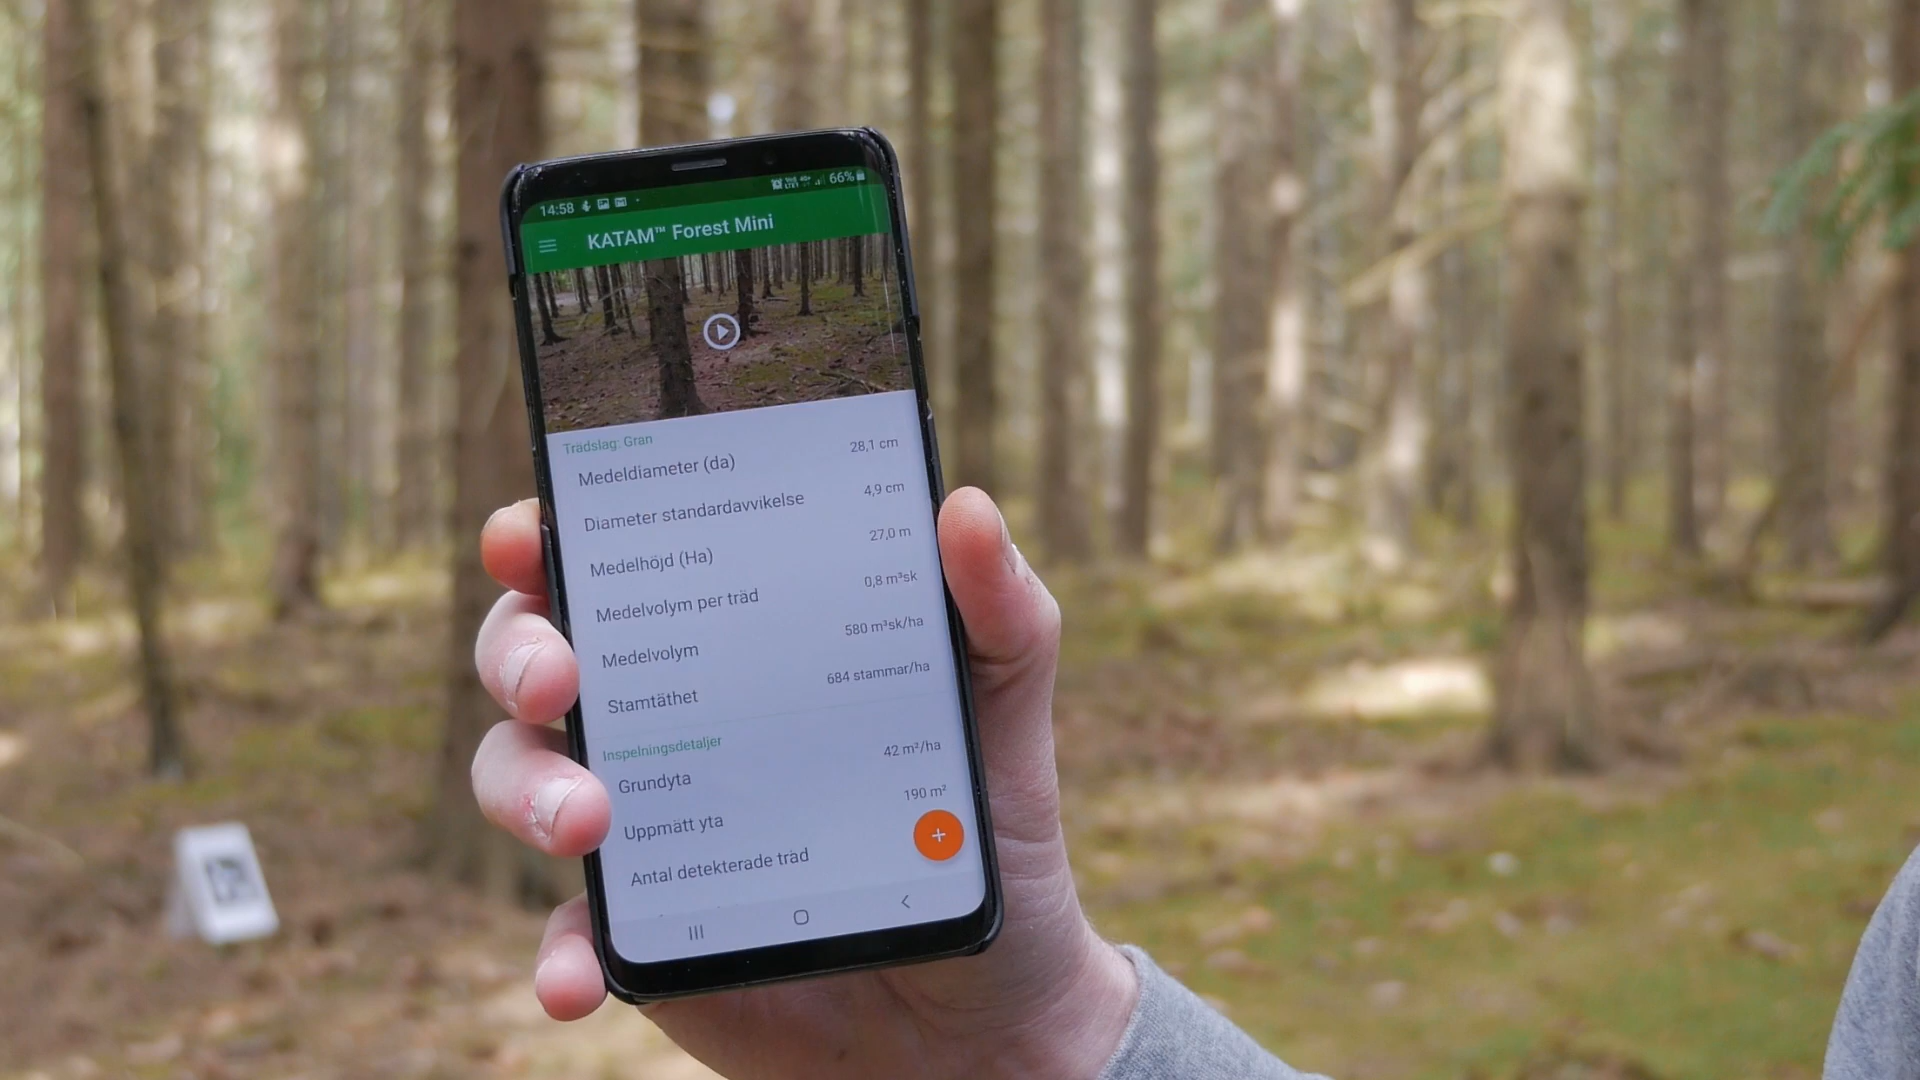 14:58
66%
KATAM™ Forest Mini
Trädslag: Gran
Medeldiameter (da) 28,1 cm
Diameter standardavvikelse 4,9 cm
Medelhöjd (Ha) 27,0 m
Medelvolym per träd 0,8 m³sk
Medelvolym 580 m³sk/ha
Stamtäthet 684 stammar/ha
Inspelningsdetaljer
Grundyta 42 m²/ha
Uppmätt yta 190 m²
Antal detekterade träd